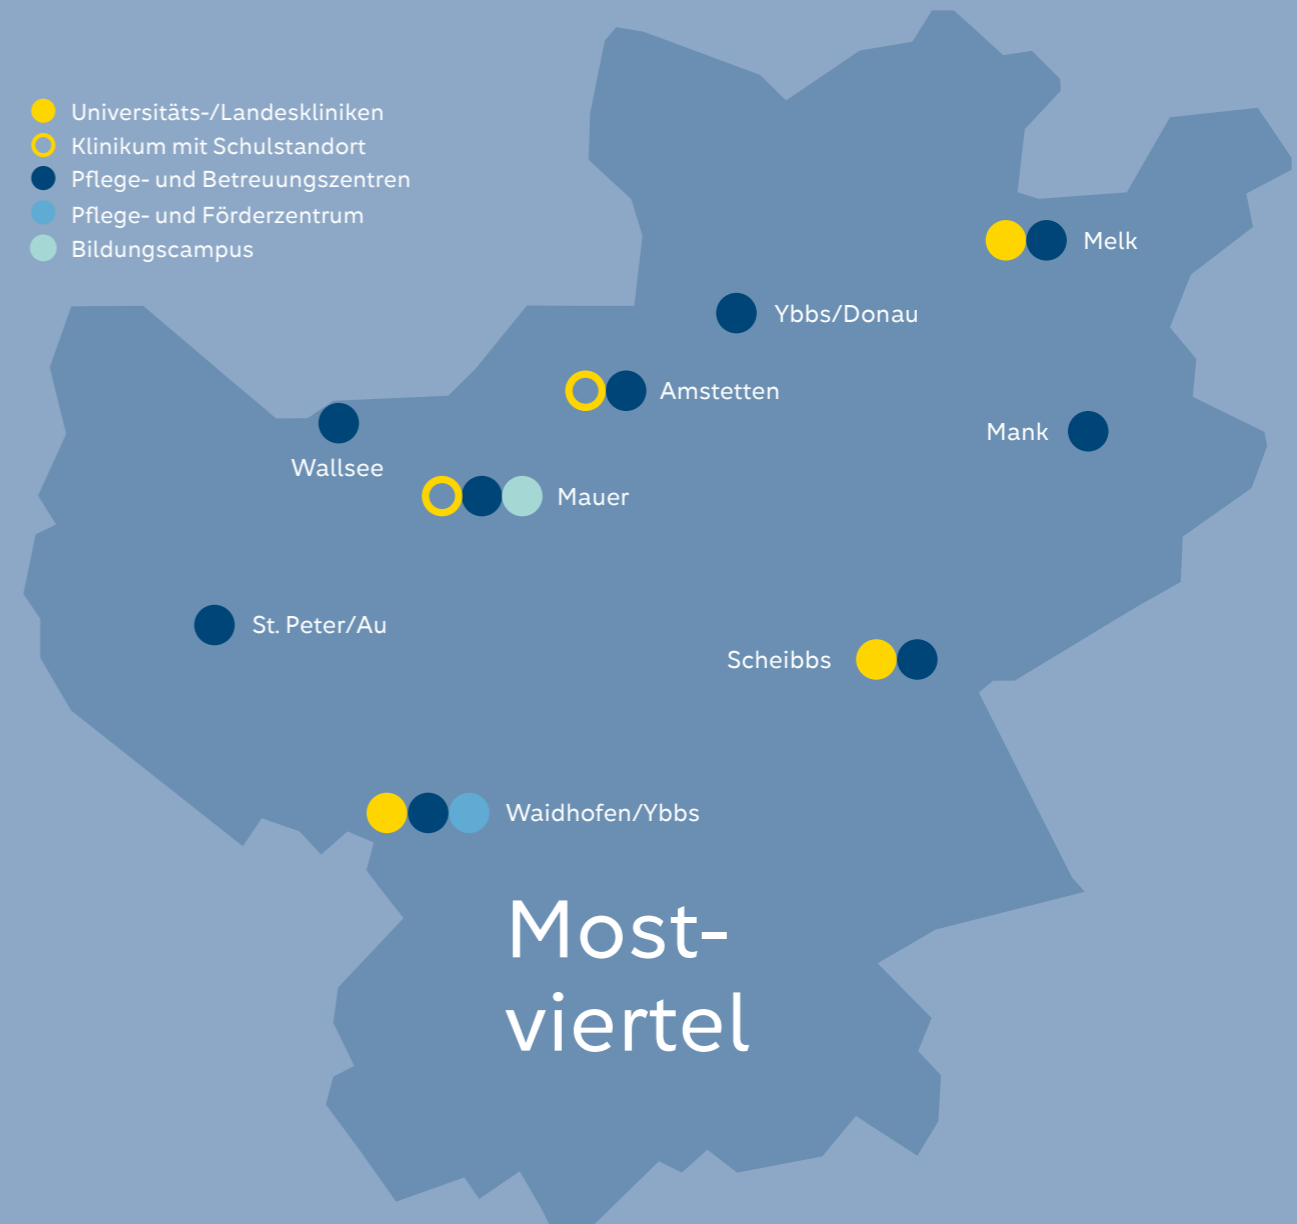 Universitäts-/Landeskliniken
Klinikum mit Schulstandort
Pflege- und Betreuungszentren
Pflege- und Förderzentrum
Bildungscampus
Melk
Ybbs/Donau
Amstetten
Mank
Wallsee
Mauer
St. Peter/Au
Scheibbs
Waidhofen/Ybbs
Most-
viertel